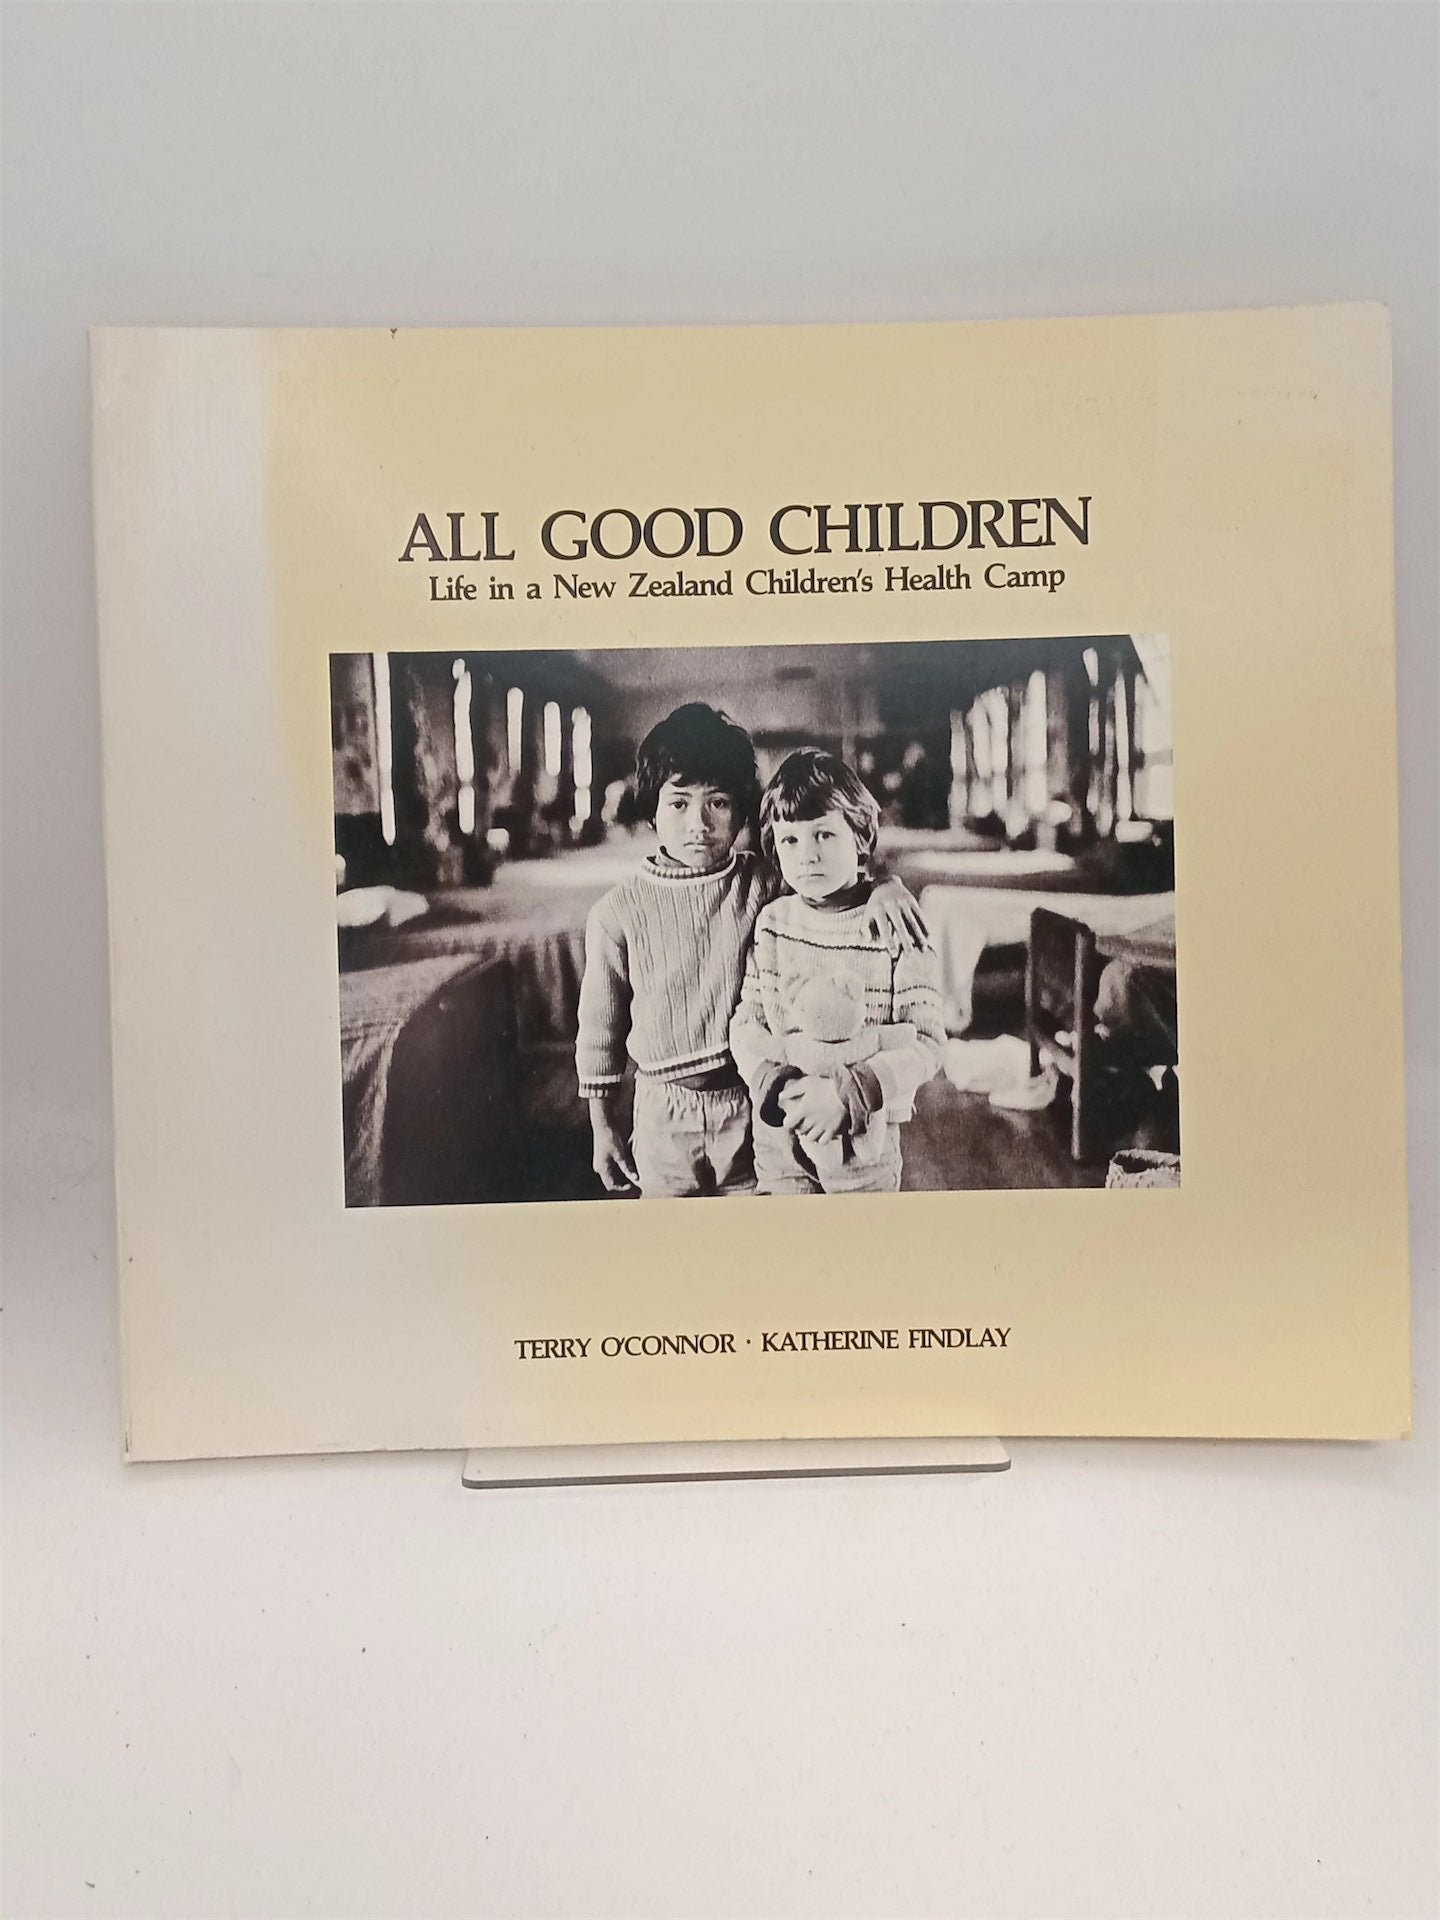 ALL GOOD CHILDREN
Life in a New Zealand Children's Health Camp
TERRY O'CONNOR · KATHERINE FINDLAY